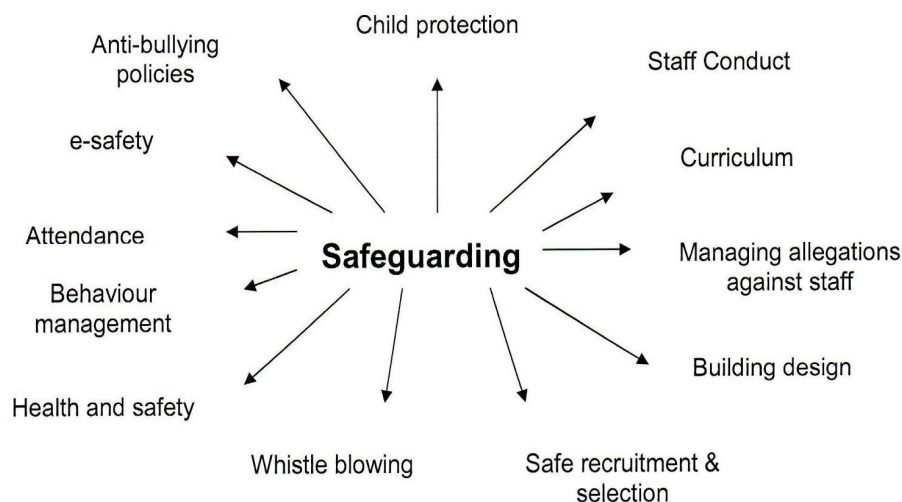 Child protection
Anti-bullying
policies
Staff Conduct
e-safety
Curriculum
Attendance
Safeguarding
Managing allegations
against staff
Behaviour
management
Building design
Health and safety
Whistle blowing
Safe recruitment &
selection